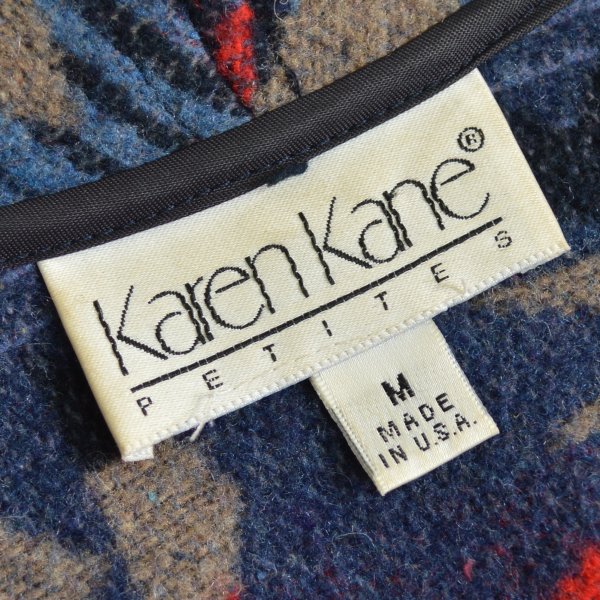 Karen Kane®
PETITES
M
MADE
IN U.S.A.